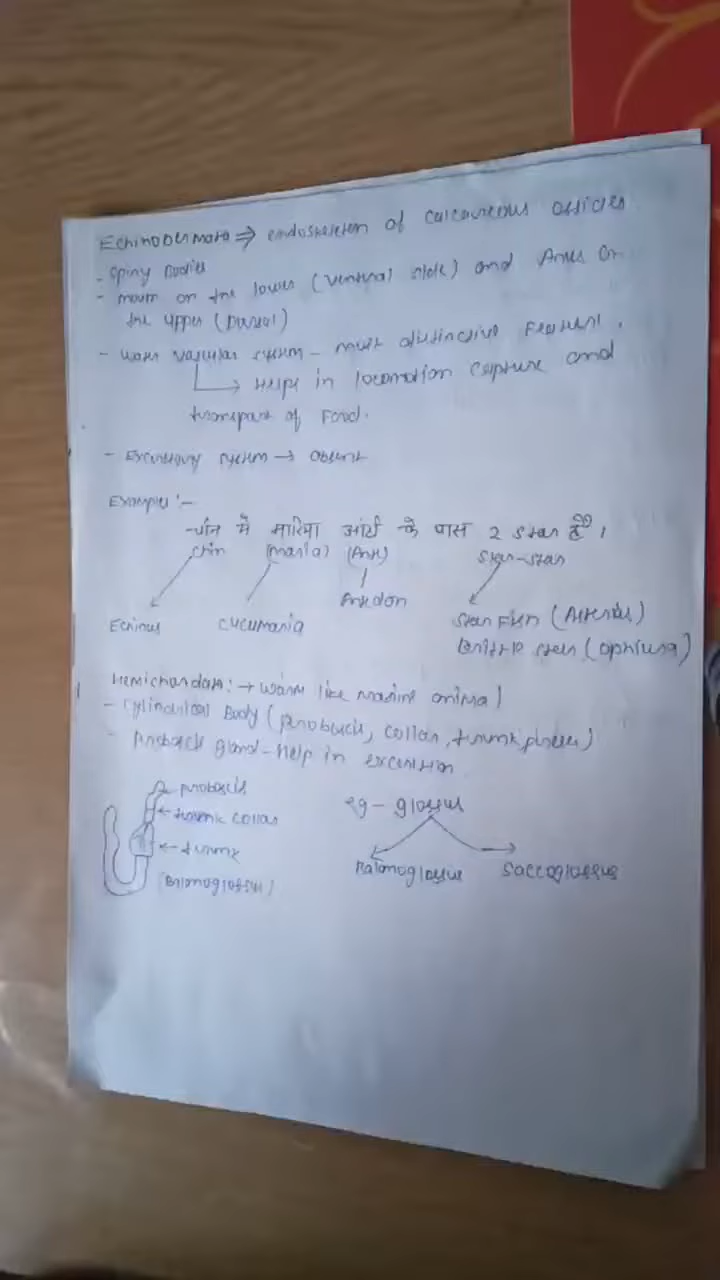 Echinodermata ⇒ endoskeleton of calcareous ossicles
- Spiny Bodies
- mouth on the lower (ventral side) and Anus on
the upper (Dorsal)
- Water vascular system - most distinctive Feature.
→ Helps in locomotion capture and
transport of Food.
- Excretory system → absent
Examples :-
चीन में मारिया आंटी के पास 2 star है।
chin (maria) (Ant) star-star
Echinus cucumaria Antedon Star Fish (Asterias)
Brittle star (Ophiura)
Hemichordata :- → worm like marine animal
- Cylindrical Body (proboscis, collar, trunk)
- Proboscis gland - Help in excretion
proboscis eg - glossus
← collar
← trunk Balanoglossus Saccoglossus
(Balanoglossus)